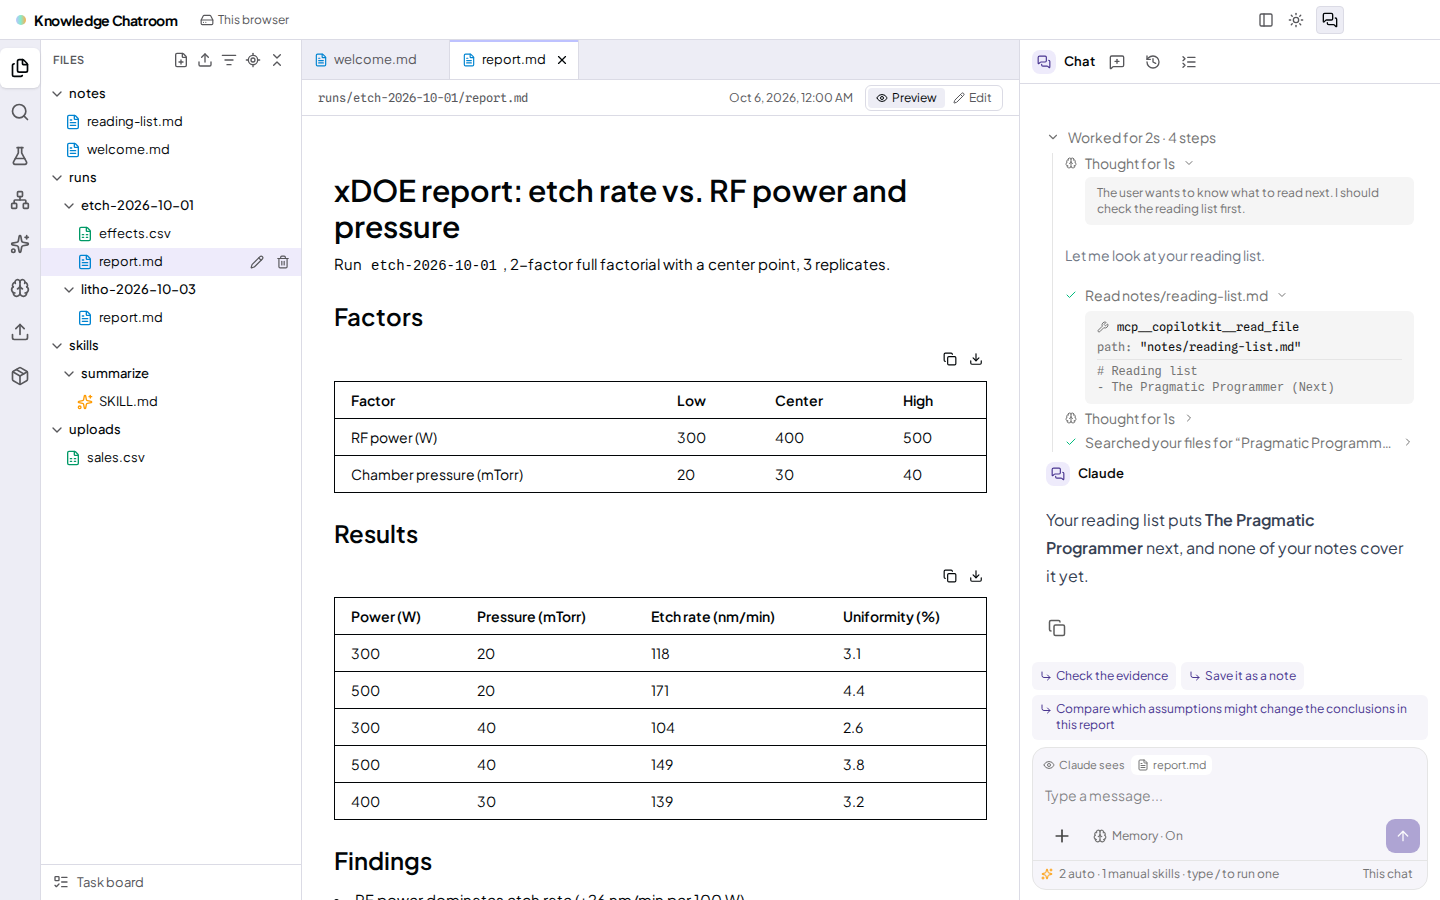 Knowledge Chatroom
This browser
FILES
notes
reading-list.md
welcome.md
runs
etch-2026-10-01
effects.csv
report.md
litho-2026-10-03
report.md
skills
summarize
SKILL.md
uploads
sales.csv
Task board
welcome.md
report.md
runs/etch-2026-10-01/report.md
Oct 6, 2026, 12:00 AM
Preview
Edit
xDOE report: etch rate vs. RF power and
pressure
Run etch-2026-10-01 , 2-factor full factorial with a center point, 3 replicates.
Factors
Factor Low Center High
RF power (W) 300 400 500
Chamber pressure (mTorr) 20 30 40
Results
Power (W) Pressure (mTorr) Etch rate (nm/min) Uniformity (%)
300 20 118 3.1
500 20 171 4.4
300 40 104 2.6
500 40 149 3.8
400 30 139 3.2
Findings
RF power dominates etch rate (+26 nm/min per 100 W)
Chat
Worked for 2s · 4 steps
Thought for 1s
The user wants to know what to read next. I should
check the reading list first.
Let me look at your reading list.
Read notes/reading-list.md
mcp__copilotkit__read_file
path: "notes/reading-list.md"
# Reading list
- The Pragmatic Programmer (Next)
Thought for 1s
Searched your files for “Pragmatic Programm…
Claude
Your reading list puts The Pragmatic
Programmer next, and none of your notes cover
it yet.
Check the evidence
Save it as a note
Compare which assumptions might change the conclusions in
this report
Claude sees
report.md
Type a message...
Memory · On
2 auto · 1 manual skills · type / to run one
This chat